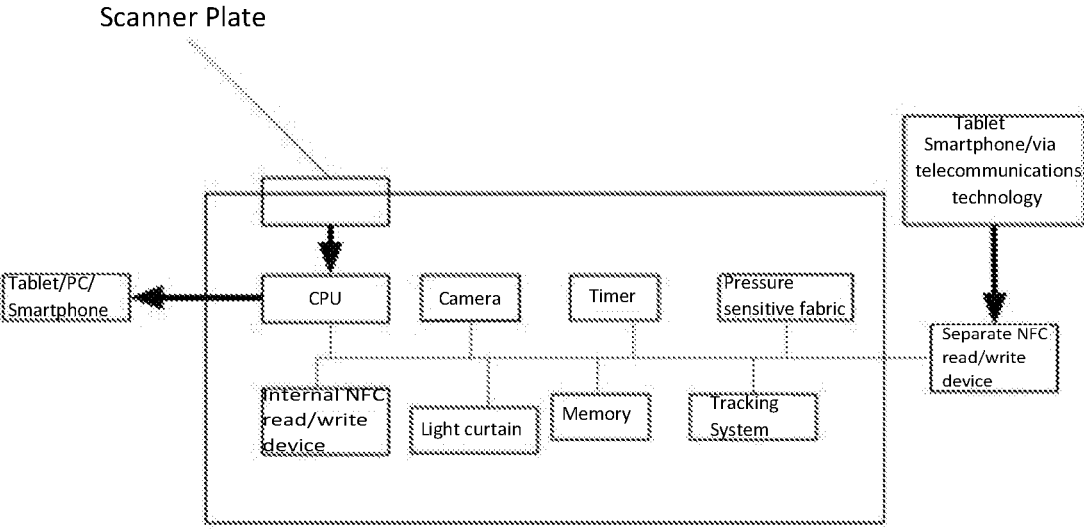 Scanner Plate
Tablet
Smartphone/via
telecommunications
technology
Tablet/PC/
Smartphone
CPU
Camera
Timer
Pressure
sensitive fabric
Separate NFC
read/write
device
Internal NFC
read/write
device
Light curtain
Memory
Tracking
System